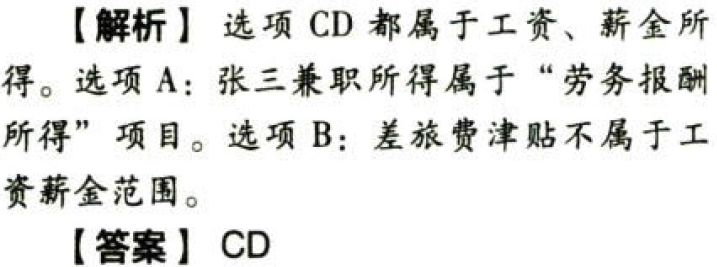 【解析】 选项 CD 都属于工资、薪金所
得。选项 A：张三兼职所得属于“劳务报酬
所得”项目。选项 B：差旅费津贴不属于工
资薪金范围。
【答案】 CD